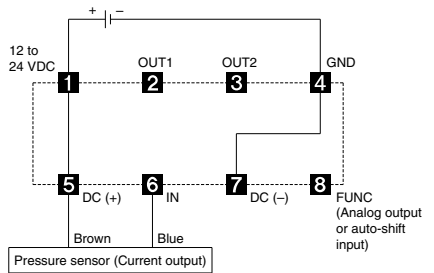 + −
12 to
24 VDC
OUT1 OUT2 GND
1 2 3 4
5 6 7 8
DC (+) IN DC (−) FUNC
(Analog output
or auto-shift
input)
Brown Blue
Pressure sensor (Current output)